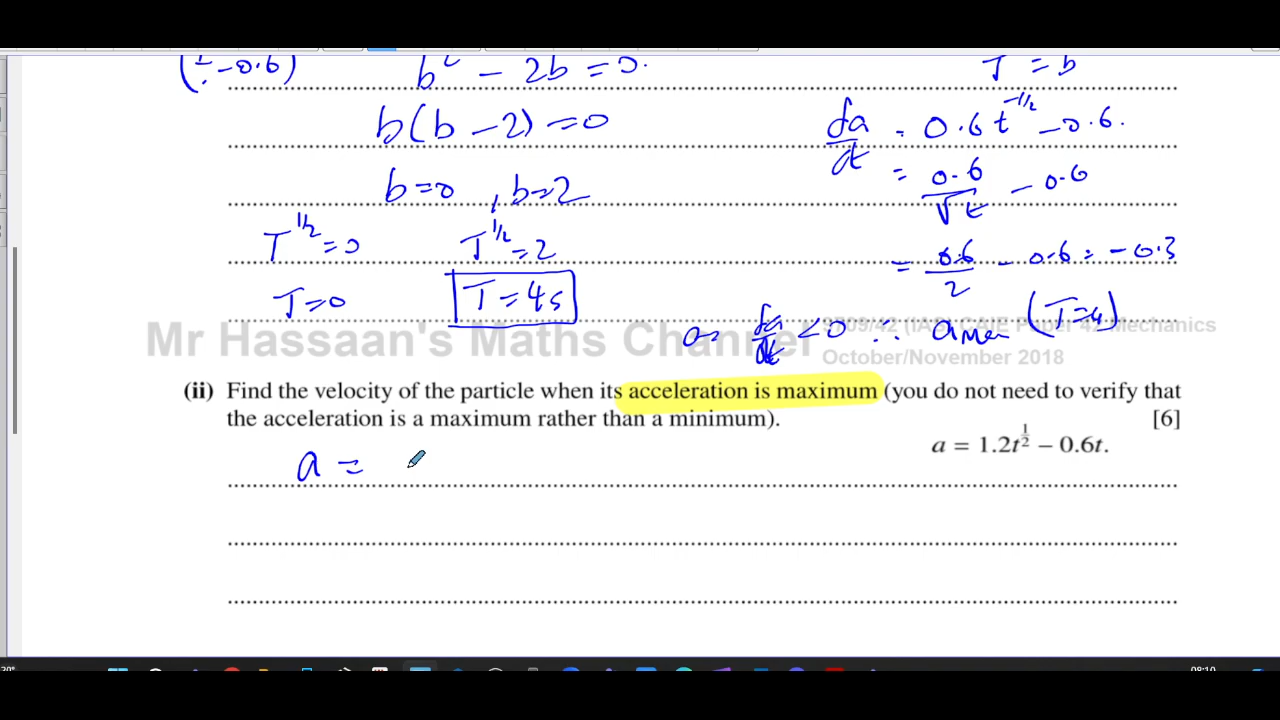 b² – 2b = 0.
T = b
b(b – 2) = 0
da/dt = 0.6 t^-1/2 – 0.6.
b = 0 , b = 2
= 0.6/√t – 0.6
T^1/2 = 0 T^1/2 = 2
= 0.6/2 – 0.6 = – 0.3
T = 0 T = 4s
da/dt < 0 ∵ a max (T=4)
Mr Hassaan's Maths Channel
9709/42 (IAL) CAIE Paper 42 Mechanics
October/November 2018
(ii) Find the velocity of the particle when its acceleration is maximum (you do not need to verify that
the acceleration is a maximum rather than a minimum). [6]
a = 1.2t^1/2 – 0.6t.
a =